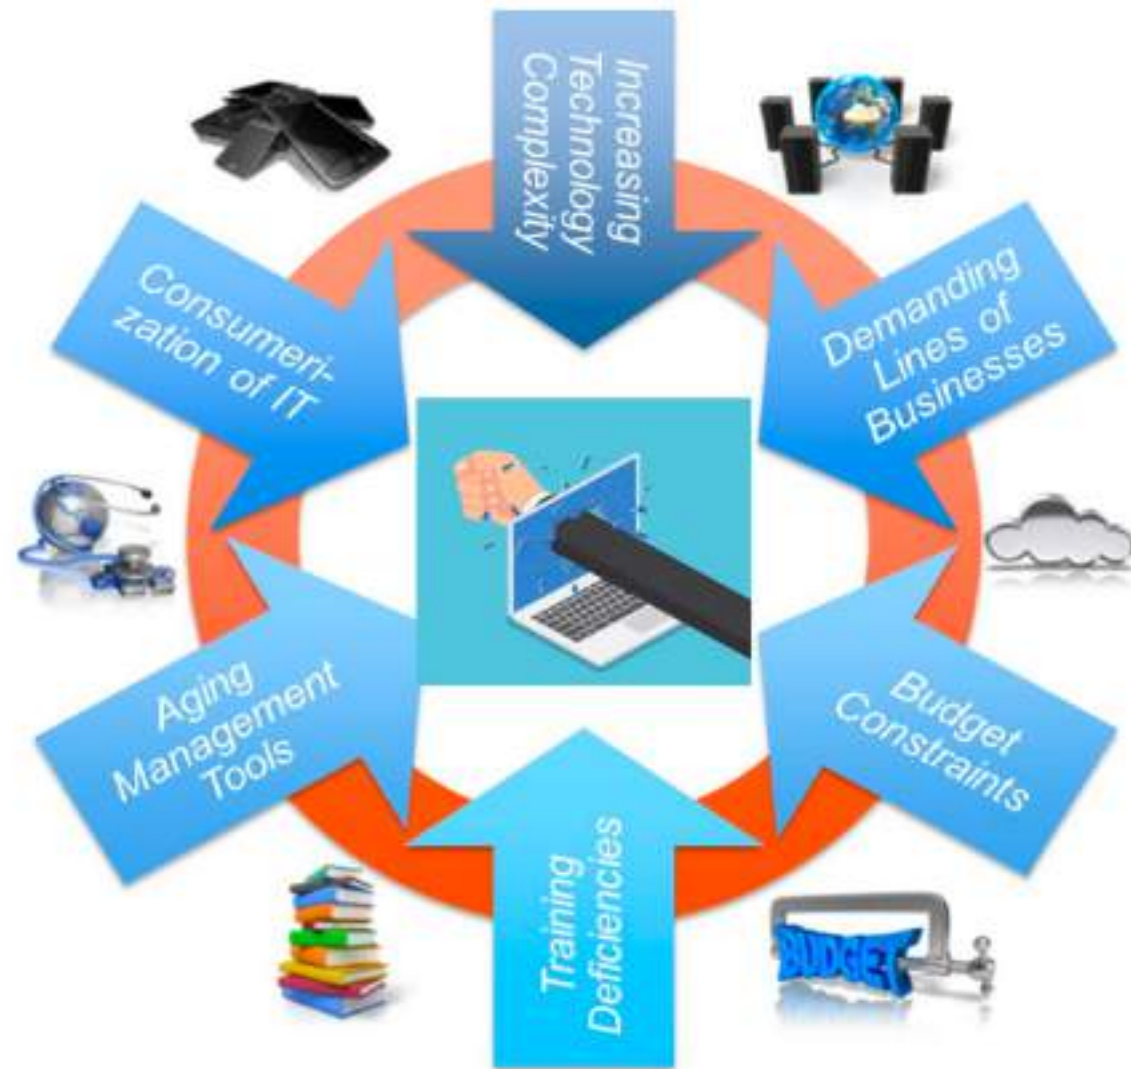 Increasing
Technology
Complexity
Demanding
Lines of
Businesses
Budget
Constraints
BUDGET
Training
Deficiencies
Aging
Management
Tools
Consumeri-
zation of IT